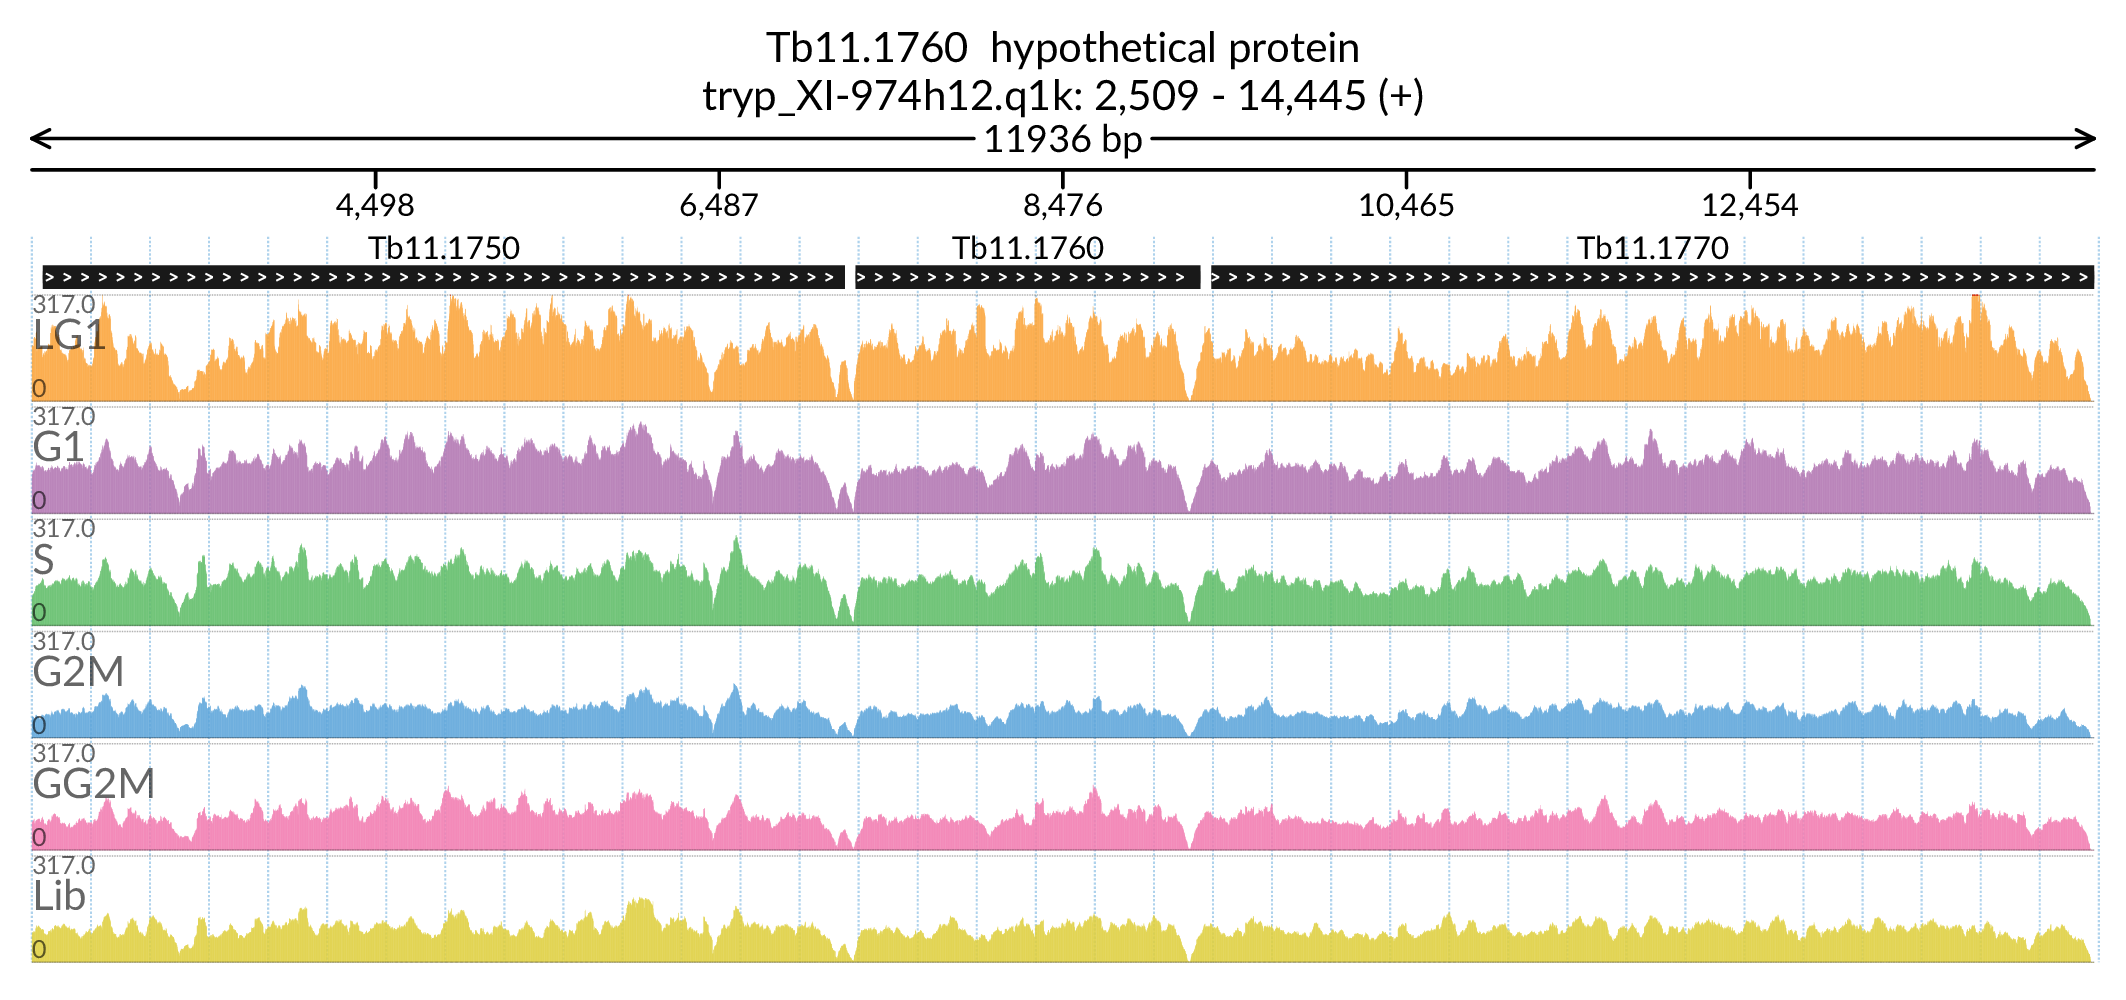 Tb11.1760 hypothetical protein
tryp_XI-974h12.q1k: 2,509 - 14,445 (+)
11936 bp
4,498 6,487 8,476 10,465 12,454
Tb11.1750 Tb11.1760 Tb11.1770
317.0
LG1
0
317.0
G1
0
317.0
S
0
317.0
G2M
0
317.0
GG2M
0
317.0
Lib
0